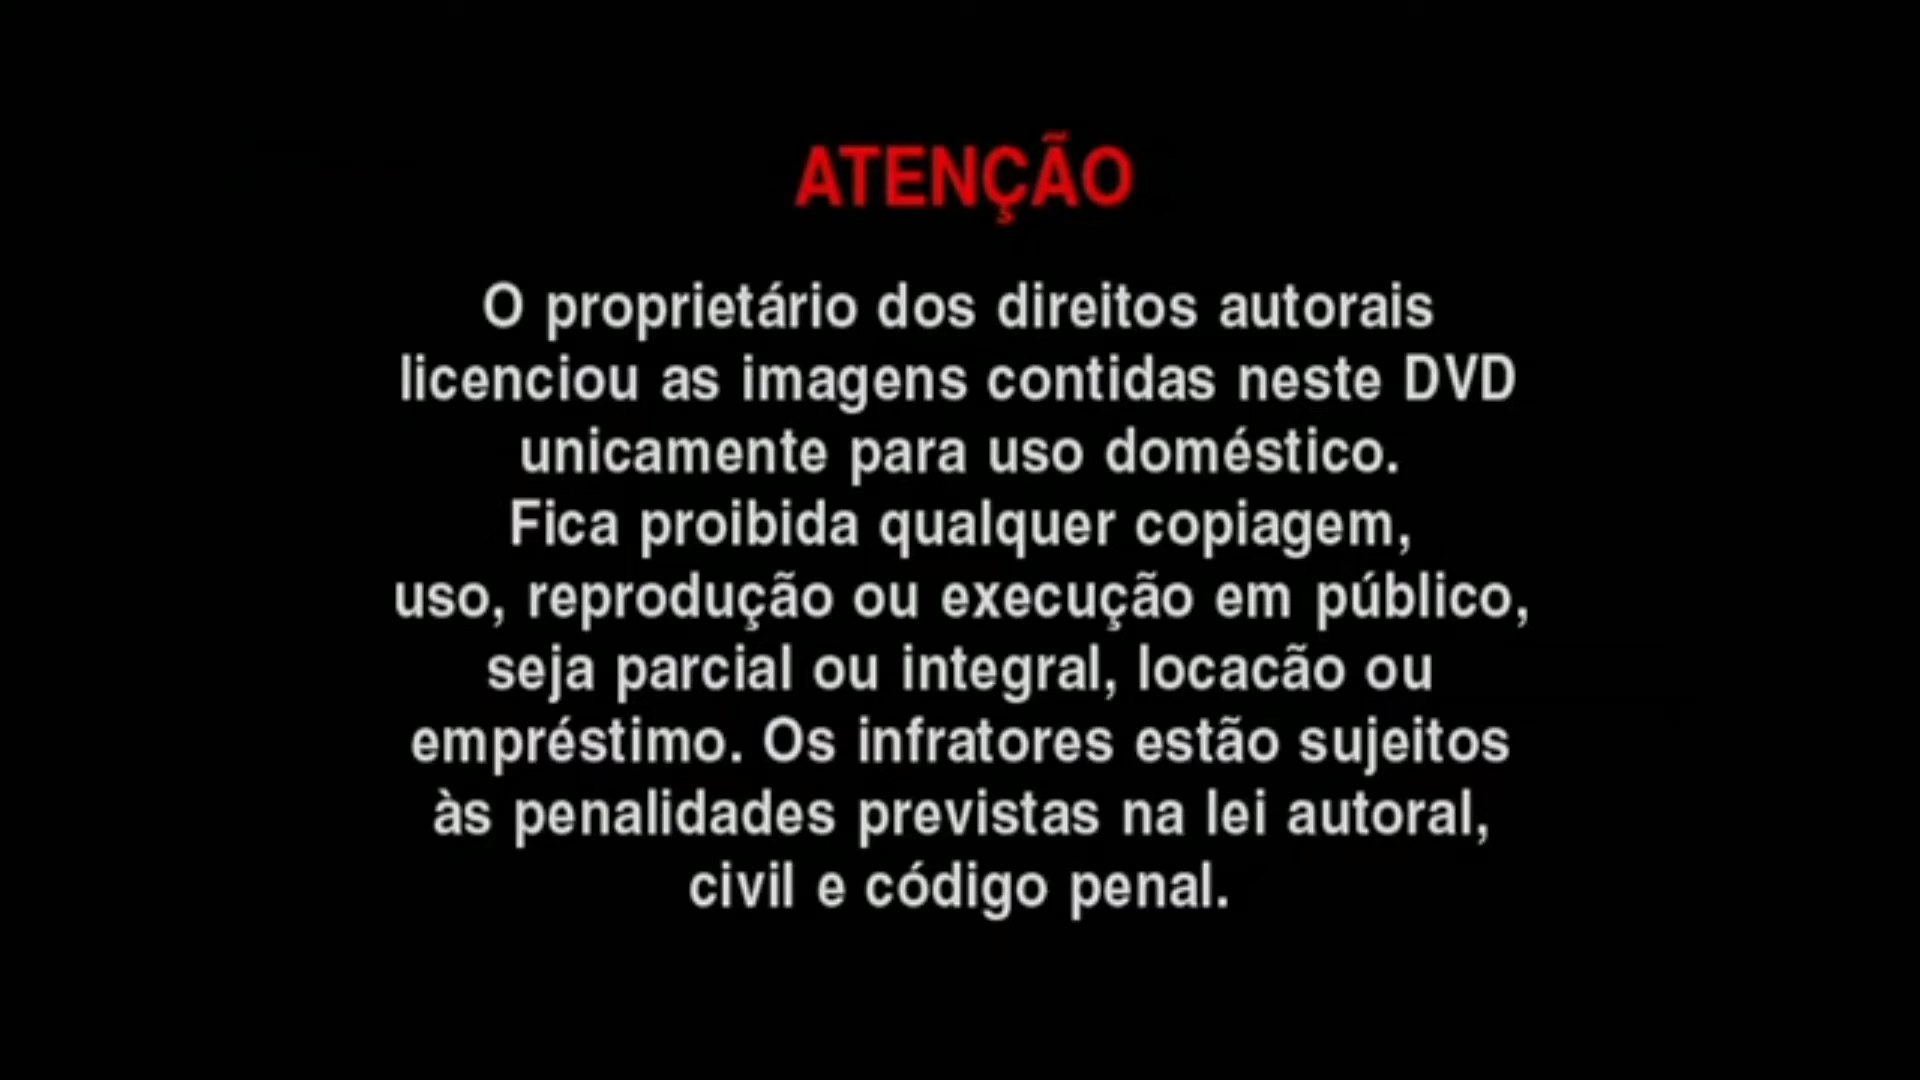 ATENÇÃO
O proprietário dos direitos autorais
licenciou as imagens contidas neste DVD
unicamente para uso doméstico.
Fica proibida qualquer copiagem,
uso, reprodução ou execução em público,
seja parcial ou integral, locacão ou
empréstimo. Os infratores estão sujeitos
às penalidades previstas na lei autoral,
civil e código penal.